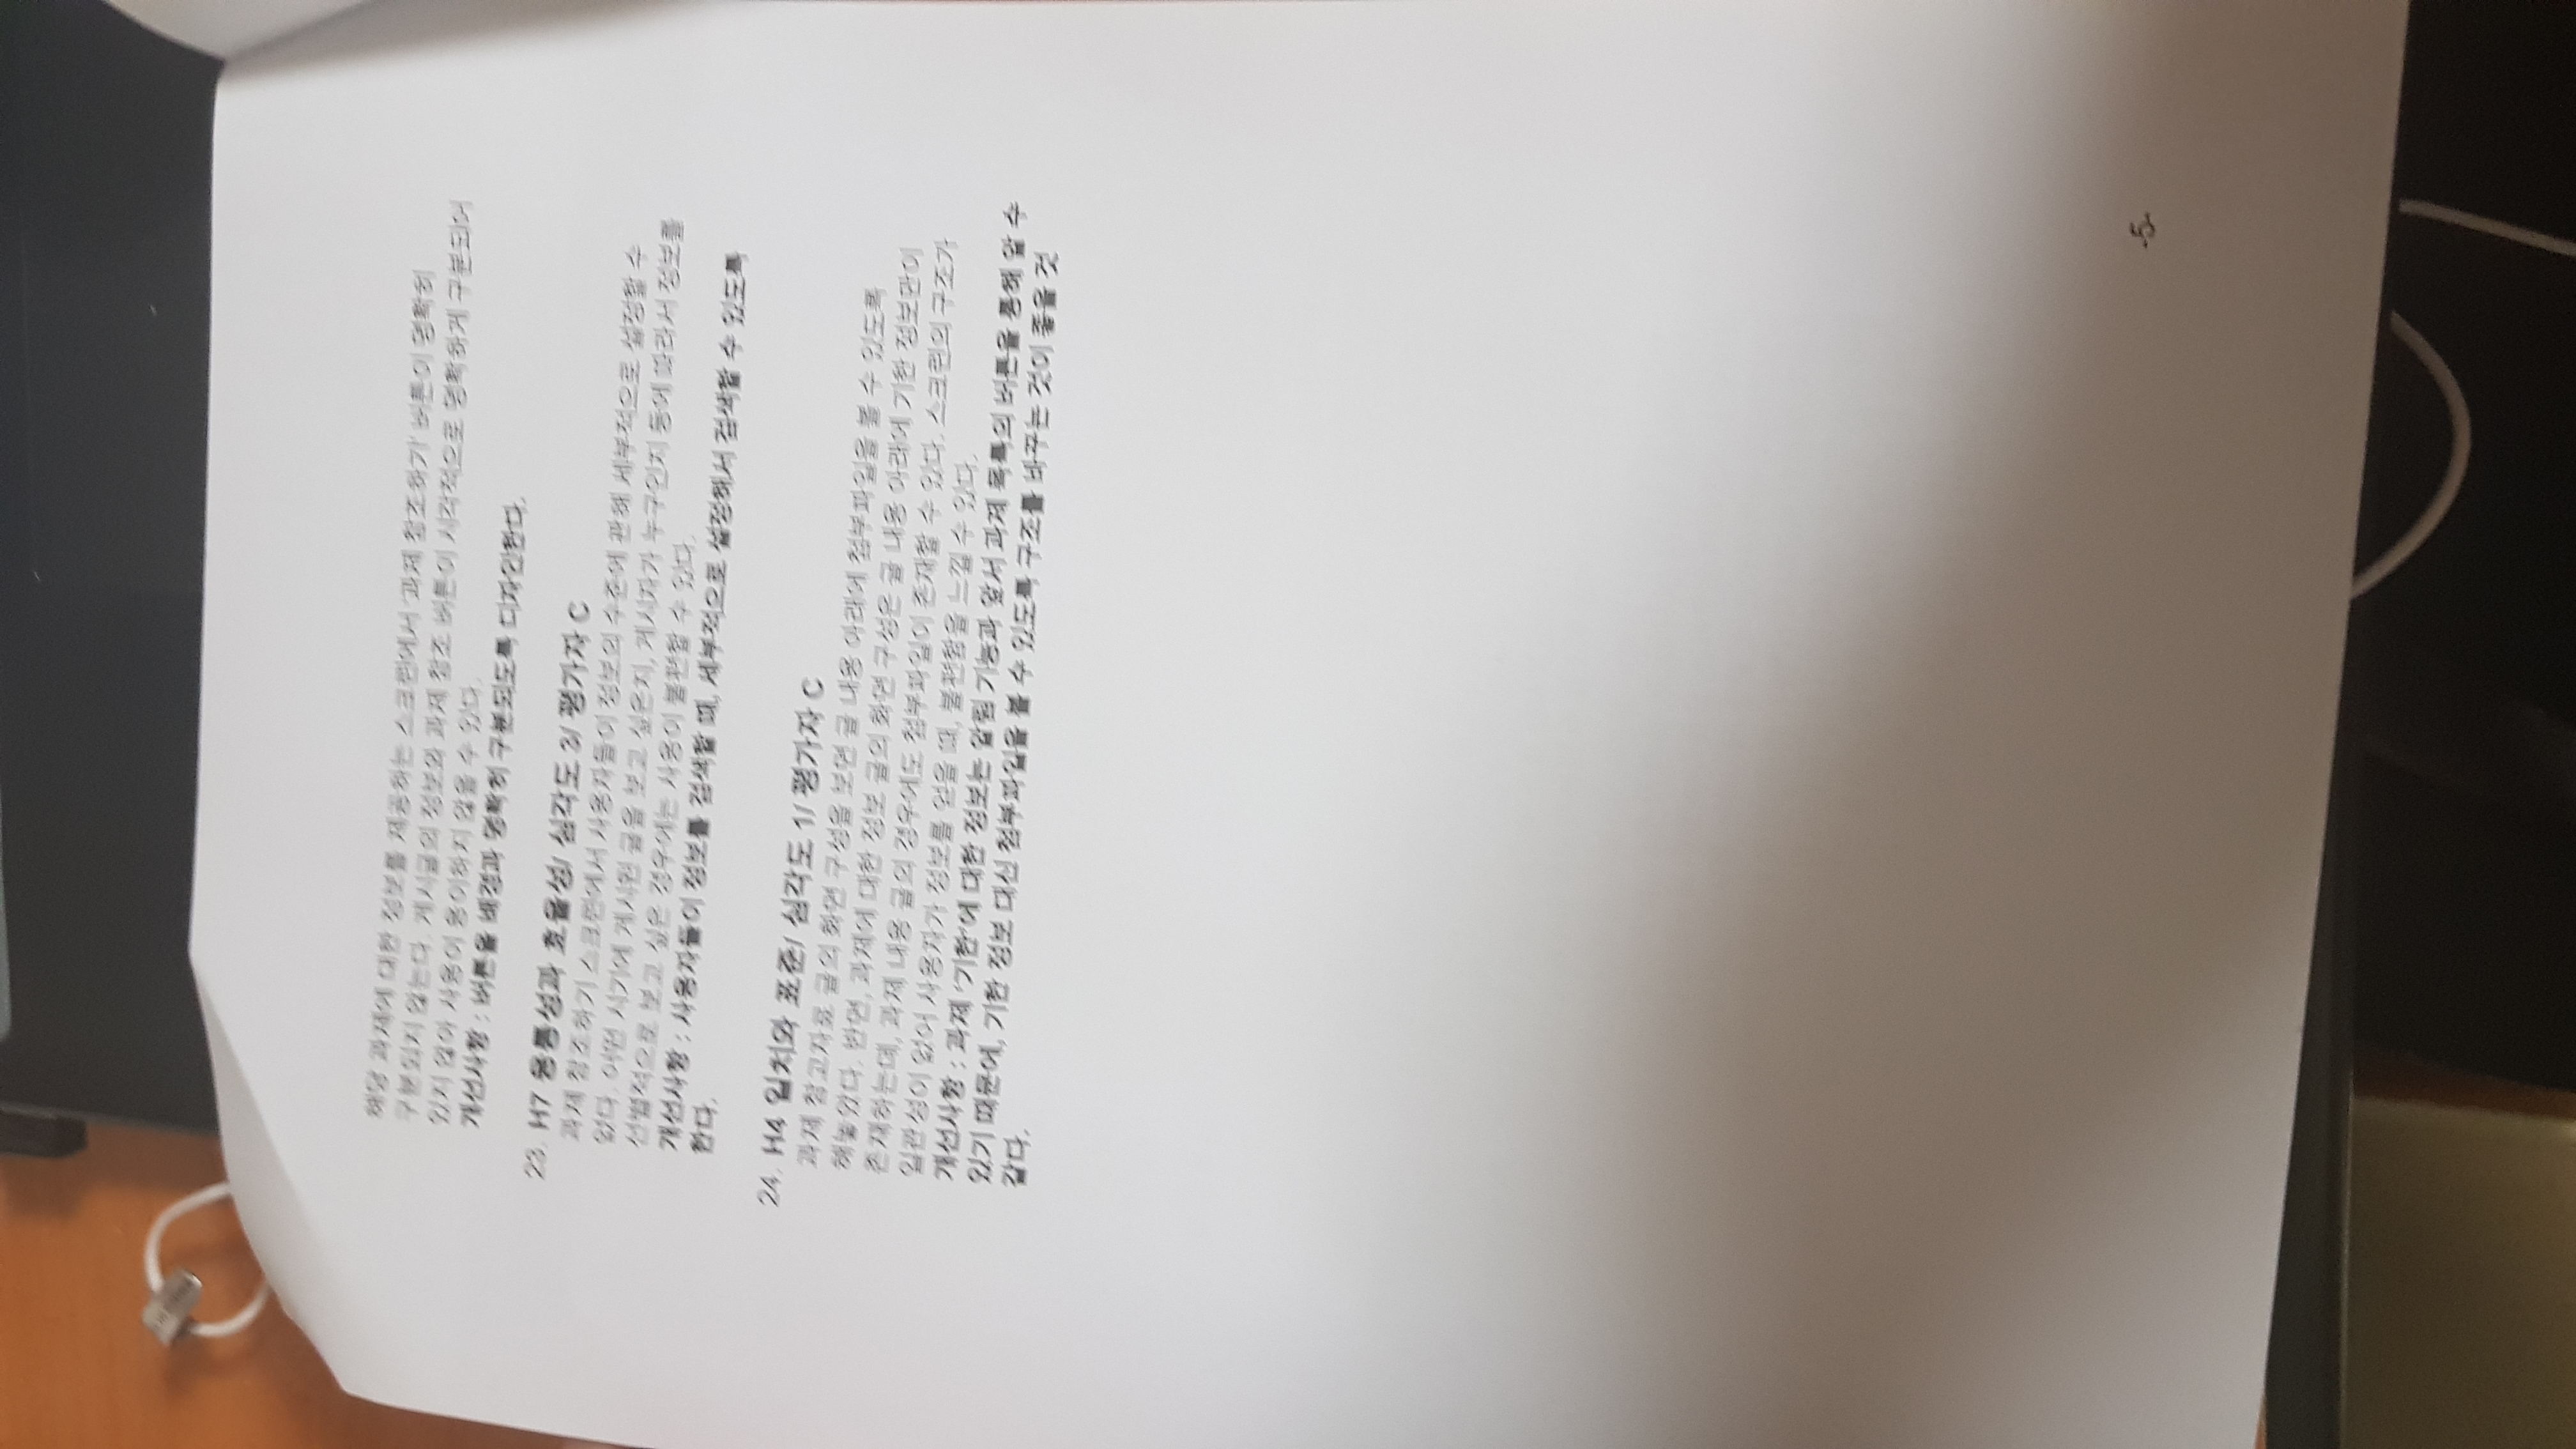 해당 과제에 대한 정보를 제공하는 스크린에서 '과제 참조하기' 버튼이 명확히
구분되지 않는다. 게시글의 정보와 과제 참조 버튼이 시각적으로 명확하게 구분되어
있지 않아 사용이 용이하지 않을 수 있다.
개선사항 : 버튼을 배경과 명확히 구분되도록 디자인한다.
23. H7 융통성과 효율성/ 심각도 3/ 평가자 C
과제 참조하기 스크린에서 사용자들이 정보의 수준에 관해 세부적으로 설정할 수
없다. 어떤 시기에 게시된 글을 보고 싶은지, 게시자가 누구인지 등에 따라서 정보를
선별적으로 보고 싶은 경우에는 사용이 불편할 수 있다.
개선사항 : 사용자들이 정보를 검색할 때, 세부적으로 설정해서 검색할 수 있도록
한다.
24. H4 일치와 표준/ 심각도 1/ 평가자 C
과제 참고자료 글의 화면 구성을 보면 글 내용 아래에 첨부파일을 볼 수 있도록
해놓았다. 반면, 과제에 대한 정보 글의 화면 구성은 글 내용 아래에 기한 정보만이
존재하는데, 과제 내용 글의 경우에도 첨부파일이 존재할 수 있다. 스크린의 구조가
일관성이 없어 사용자가 정보를 얻을 때, 불편함을 느낄 수 있다.
개선사항 : 과제 '기한'에 대한 정보는 알림 기능과 앞서 과제 목록의 버튼을 통해 알 수
있기 때문에, 기한 정보 대신 첨부파일을 볼 수 있도록 구조를 바꾸는 것이 좋을 것
같다.
-5-